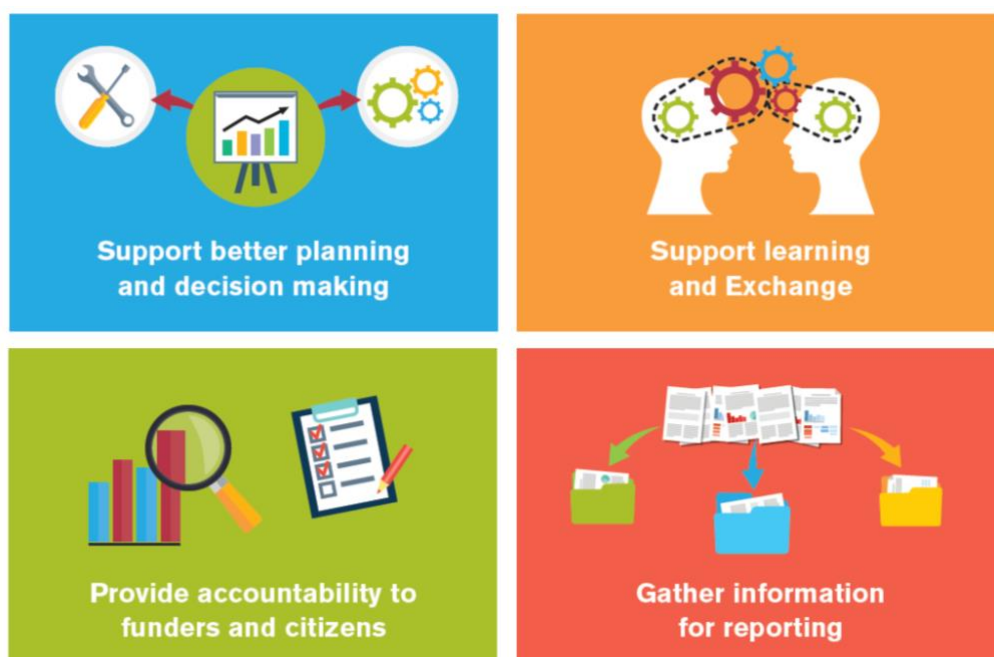 Support better planning
and decision making
Support learning
and Exchange
Provide accountability to
funders and citizens
Gather information
for reporting